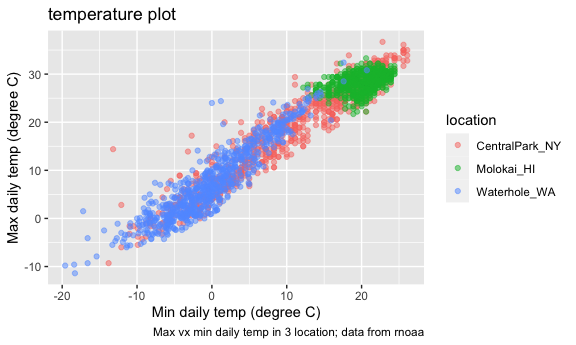 temperature plot
Max daily temp (degree C)
30
20
10
0
-10
-20
-10
0
10
20
Min daily temp (degree C)
Max vx min daily temp in 3 location; data from rnoaa
location
CentralPark_NY
Molokai_HI
Waterhole_WA